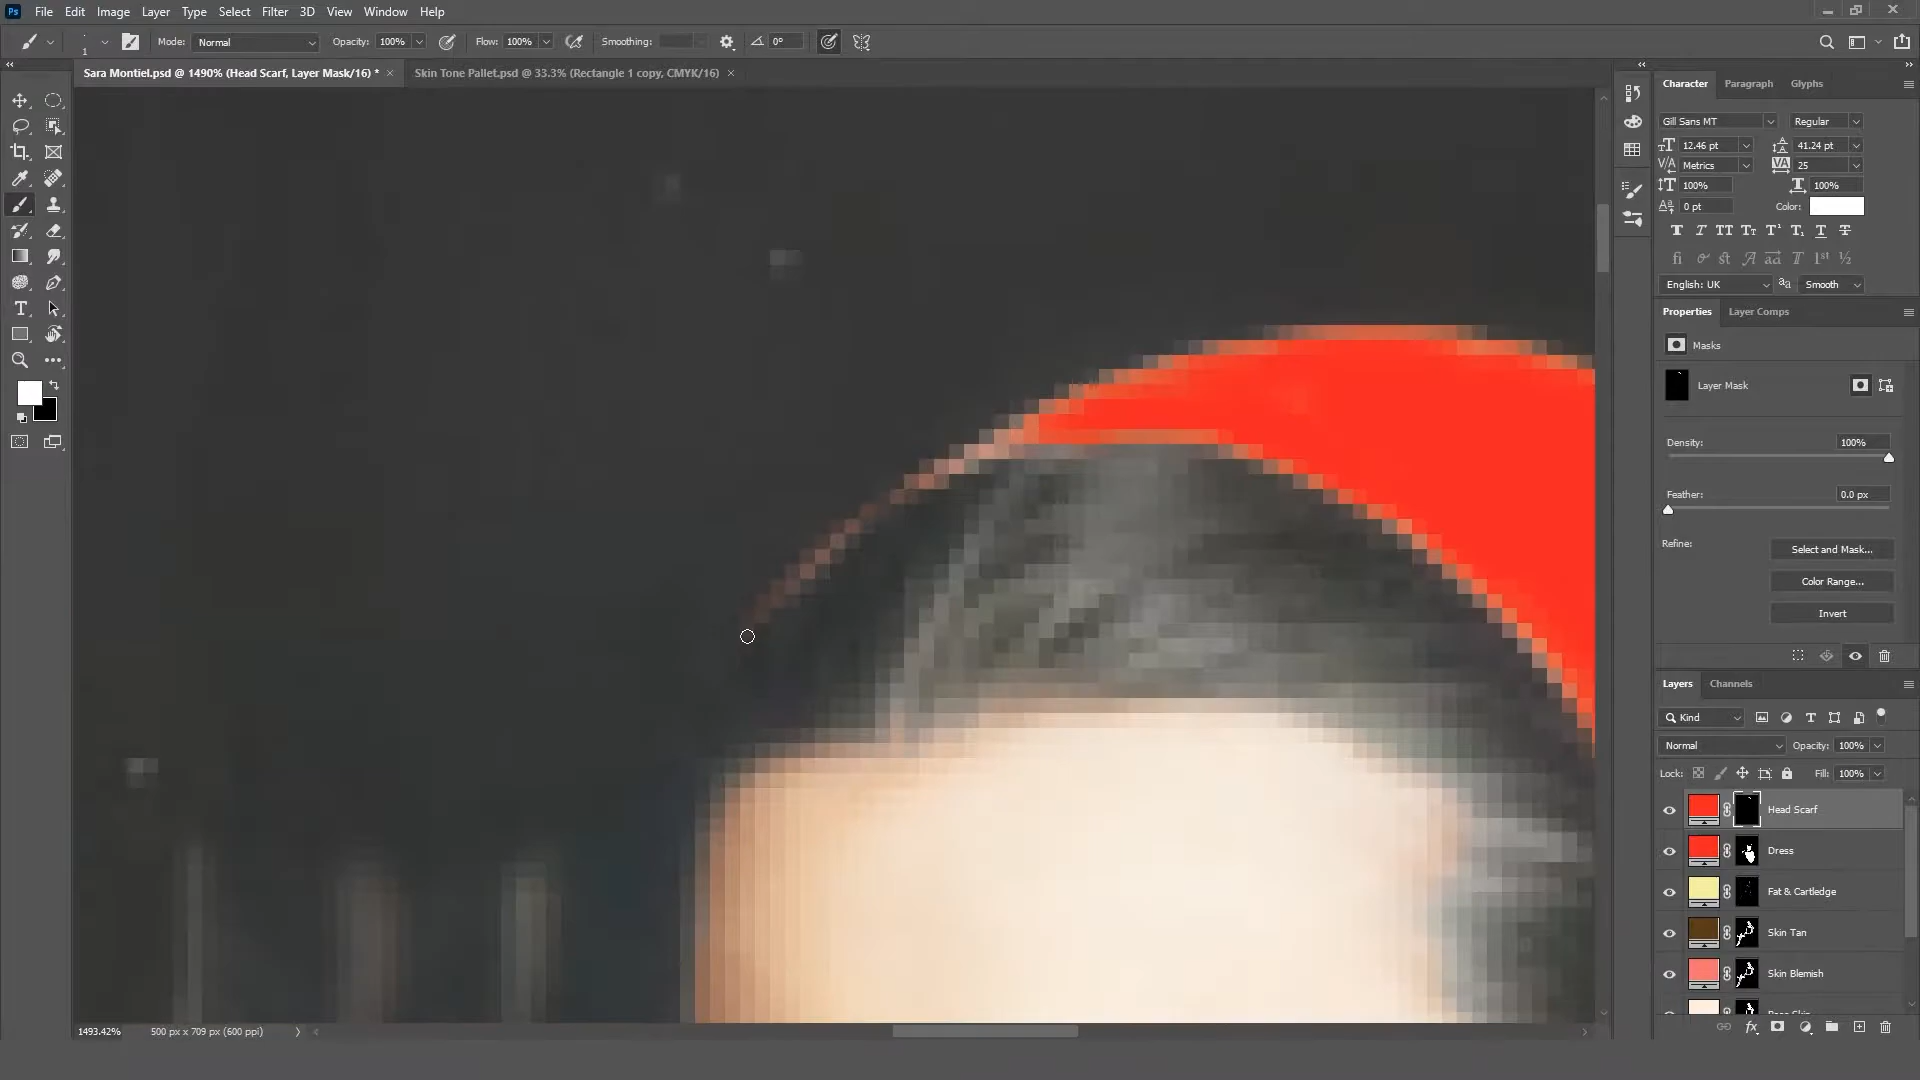 Ps File Edit Image Layer Type Select Filter 3D View Window Help
1 Mode: Normal Opacity: 100% Flow: 100% Smoothing: 0°
Sara Montiel.psd @ 1490% (Head Scarf, Layer Mask/16) * × Skin Tone Pallet.psd @ 33.3% (Rectangle 1 copy, CMYK/16) ×
Character Paragraph Glyphs
Gill Sans MT Regular
12.46 pt 41.24 pt
Metrics 25
100% 100%
0 pt Color:
English: UK aa Smooth
Properties Layer Comps
Masks
Layer Mask
Density: 100%
Feather: 0.0 px
Refine: Select and Mask...
Color Range...
Invert
Layers Channels
Kind
Normal Opacity: 100%
Lock: Fill: 100%
Head Scarf
Dress
Fat & Cartledge
Skin Tan
Skin Blemish
1493.42% 500 px x 709 px (600 ppi)